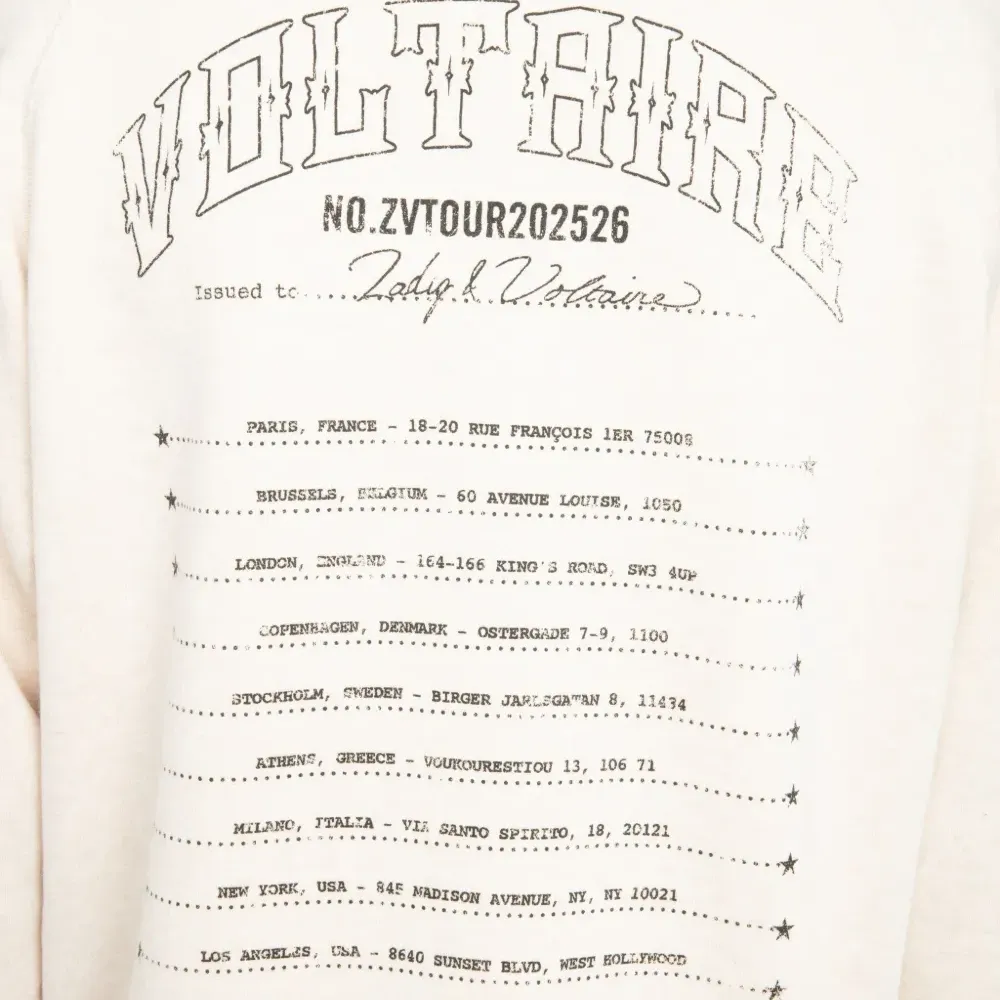 VOLTAIRE
NO.ZVTOUR202526
Issued to Zadig & Voltaire
PARIS, FRANCE - 18-20 RUE FRANÇOIS 1ER 75008
BRUSSELS, BELGIUM - 60 AVENUE LOUISE, 1050
LONDON, ENGLAND - 164-166 KING'S ROAD, SW3 4UP
COPENHAGEN, DENMARK - OSTERGADE 7-9, 1100
STOCKHOLM, SWEDEN - BIRGER JARLSGATAN 8, 11434
ATHENS, GREECE - VOUKOURESTIOU 13, 106 71
MILANO, ITALIA - VIA SANTO SPIRITO, 18, 20121
NEW YORK, USA - 845 MADISON AVENUE, NY, NY 10021
LOS ANGELES, USA - 8640 SUNSET BLVD, WEST HOLLYWOOD